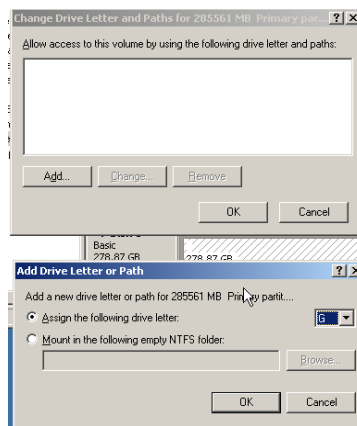 Change Drive Letter and Paths for 285561 MB Primary par...
Allow access to this volume by using the following drive letter and paths:
Add...
Change...
Remove
OK
Cancel
Basic
278.87 GB
278.87 GB
Add Drive Letter or Path
Add a new drive letter or path for 285561 MB Primary partit....
Assign the following drive letter:
G
Mount in the following empty NTFS folder:
Browse...
OK
Cancel